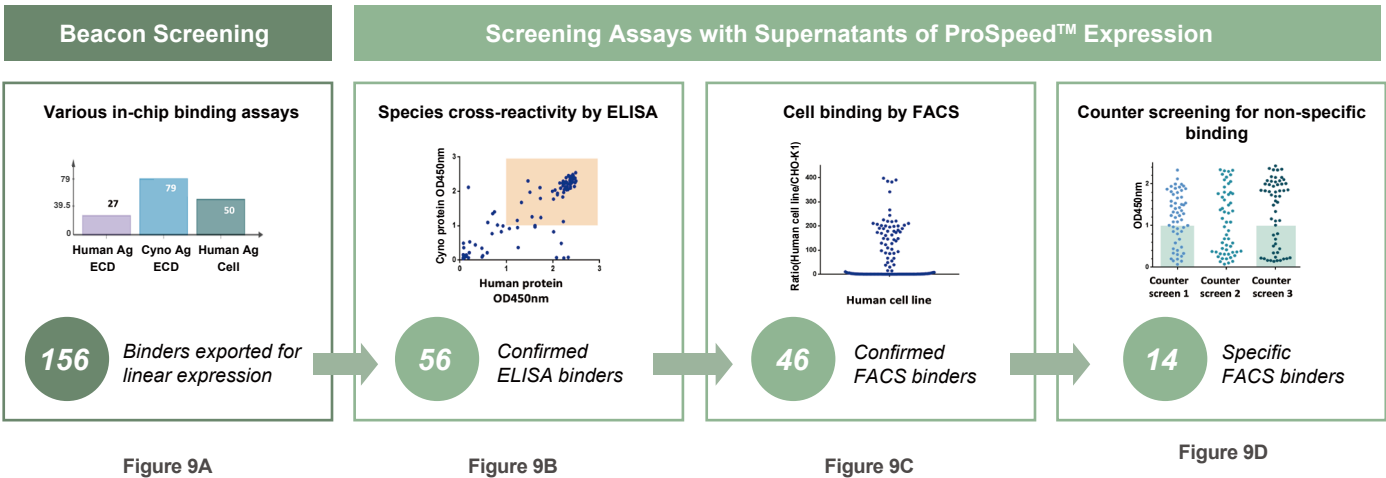 Beacon Screening
Screening Assays with Supernatants of ProSpeed™ Expression
Various in-chip binding assays
79
39.5
0
27
79
50
Human Ag
ECD
Cyno Ag
ECD
Human Ag
Cell
156
Binders exported for
linear expression
Figure 9A
Species cross-reactivity by ELISA
Cyno protein OD450nm
3
2
1
0
0
1
2
3
Human protein
OD450nm
56
Confirmed
ELISA binders
Figure 9B
Cell binding by FACS
Ratio(Human cell line/CHO-K1)
400
300
200
100
0
Human cell line
46
Confirmed
FACS binders
Figure 9C
Counter screening for non-specific
binding
OD450nm
2
1
0
Counter
screen 1
Counter
screen 2
Counter
screen 3
14
Specific
FACS binders
Figure 9D